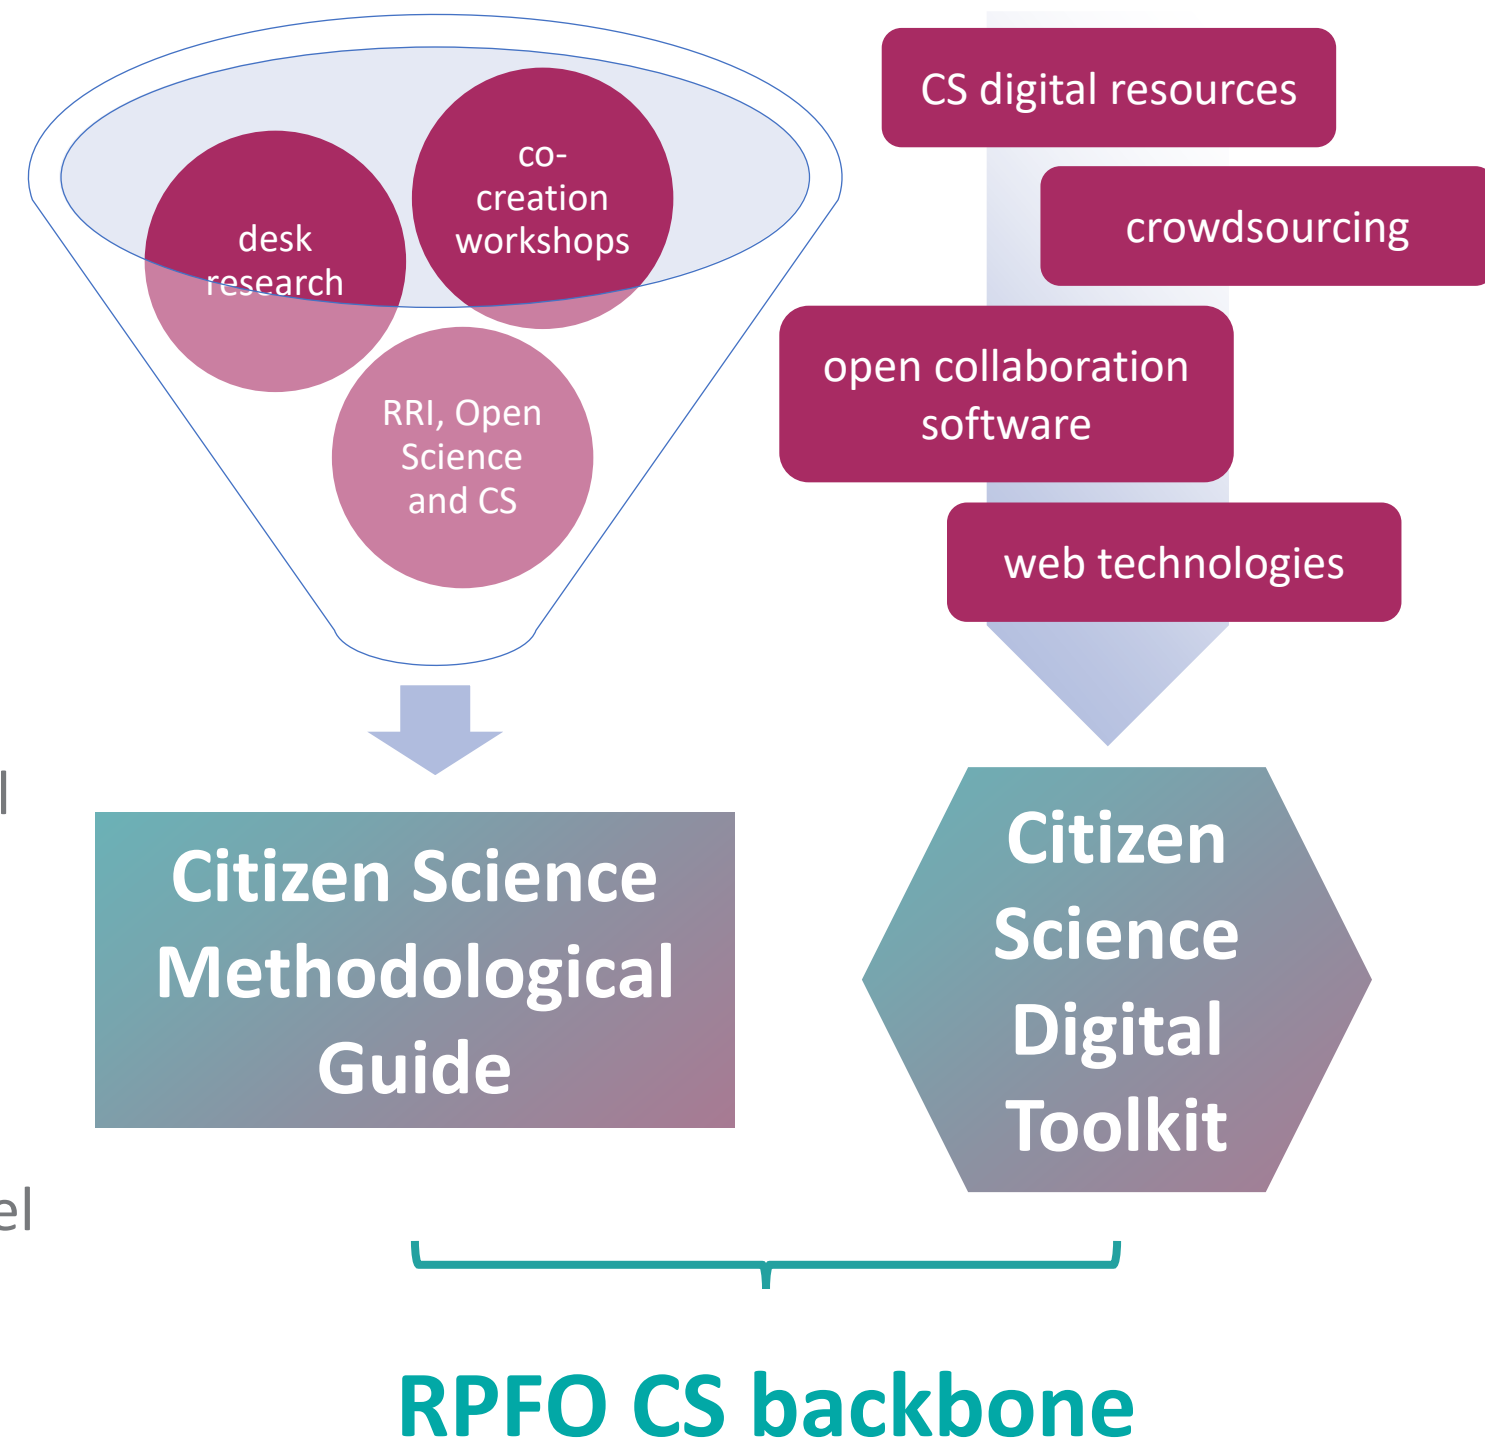 co-
creation
workshops
desk
research
RRI, Open
Science
and CS
CS digital resources
crowdsourcing
open collaboration
software
web technologies
Citizen Science
Methodological
Guide
Citizen
Science
Digital
Toolkit
RPFO CS backbone